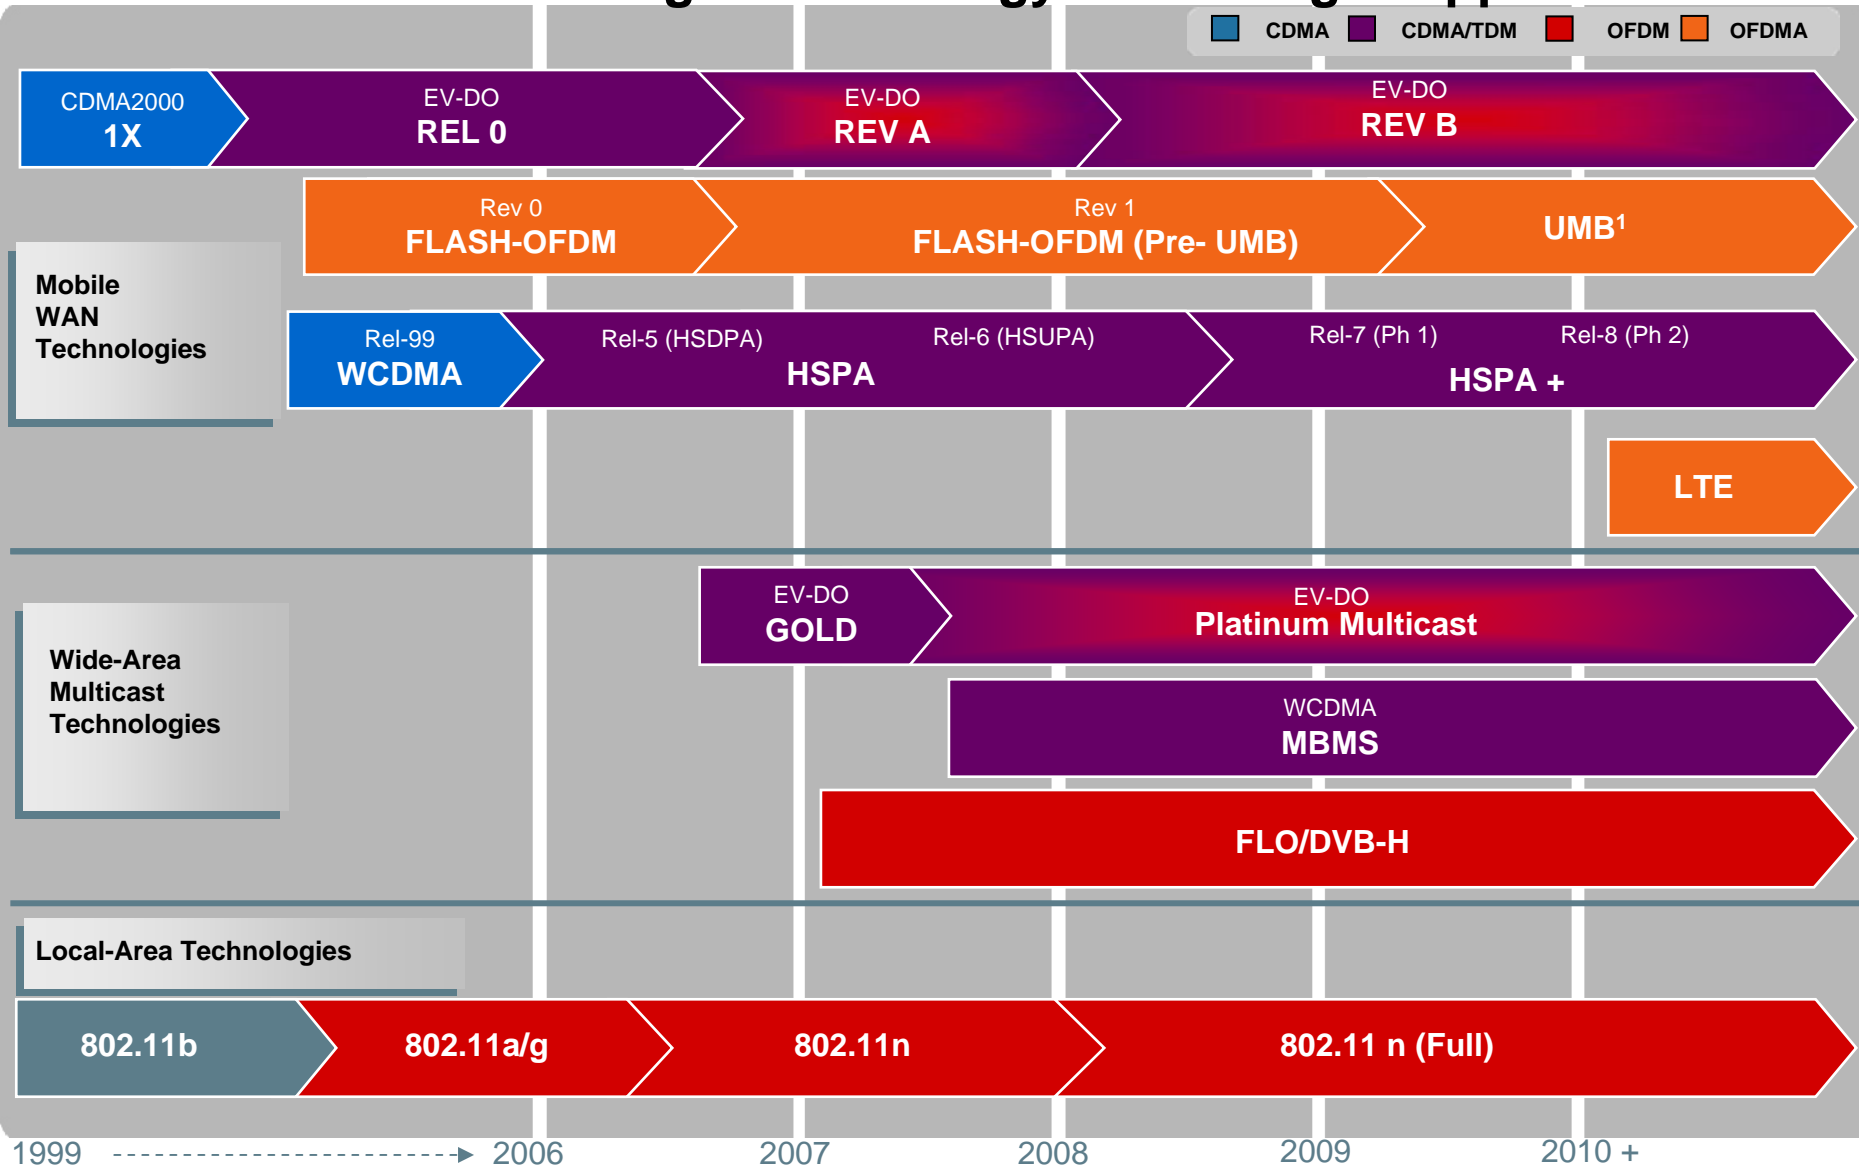 CDMA CDMA/TDM OFDM OFDMA
CDMA2000
1X
EV-DO
REL 0
EV-DO
REV A
EV-DO
REV B
Rev 0
FLASH-OFDM
Rev 1
FLASH-OFDM (Pre- UMB)
UMB¹
Mobile
WAN
Technologies
Rel-99
WCDMA
Rel-5 (HSDPA)
Rel-6 (HSUPA)
HSPA
Rel-7 (Ph 1)
Rel-8 (Ph 2)
HSPA +
LTE
Wide-Area
Multicast
Technologies
EV-DO
GOLD
EV-DO
Platinum Multicast
WCDMA
MBMS
FLO/DVB-H
Local-Area Technologies
802.11b
802.11a/g
802.11n
802.11 n (Full)
1999 2006 2007 2008 2009 2010 +